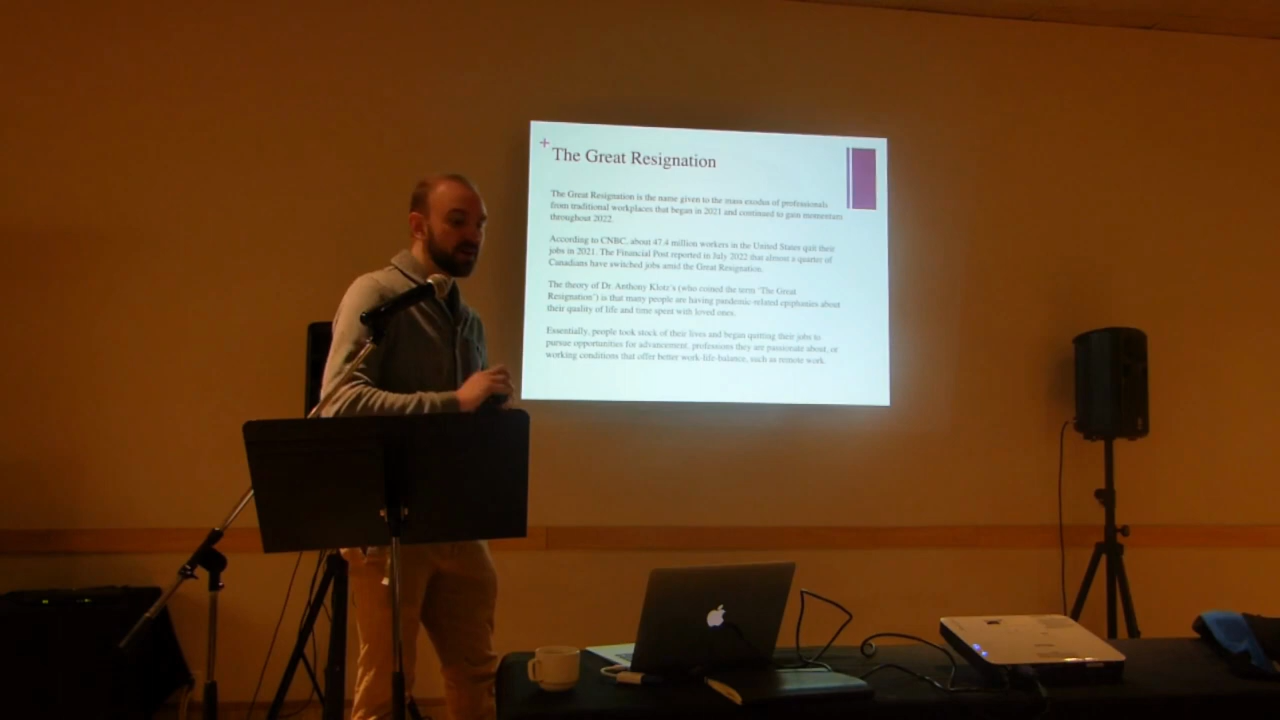 +
The Great Resignation
The Great Resignation is the name given to the mass exodus of professionals
from traditional workplaces that began in 2021 and continued to gain momentum
throughout 2022.
According to CNBC, about 47.4 million workers in the United States quit their
jobs in 2021. The Financial Post reported in July 2022 that almost a quarter of
Canadians have switched jobs amid the Great Resignation.
The theory of Dr. Anthony Klotz's (who coined the term 'The Great
Resignation') is that many people are having pandemic-related epiphanies about
their quality of life and time spent with loved ones.
Essentially, people took stock of their lives and began quitting their jobs to
pursue opportunities for advancement, professions they are passionate about, or
working conditions that offer better work-life-balance, such as remote work.